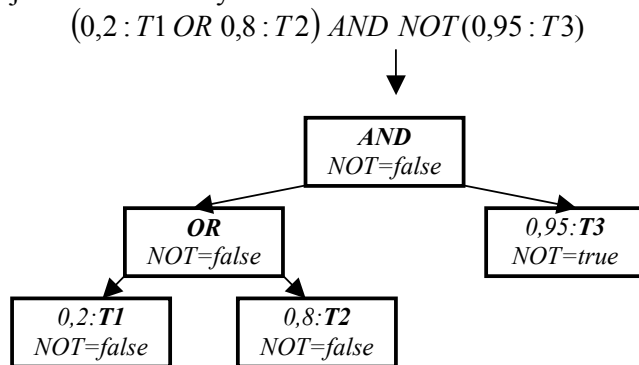 (0,2 : T1 OR 0,8 : T2) AND NOT(0,95 : T3)
AND
NOT=false
OR
NOT=false
0,95:T3
NOT=true
0,2:T1
NOT=false
0,8:T2
NOT=false